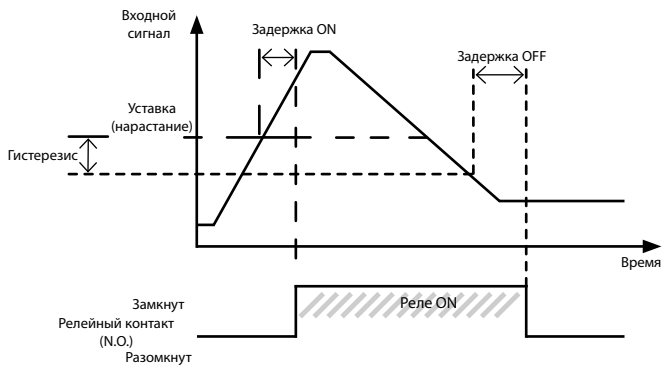 Входной
сигнал
Задержка ON
Задержка OFF
Уставка
(нарастание)
Гистерезис
Время
Замкнут
Реле ON
Релейный контакт
(N.O.)
Разомкнут